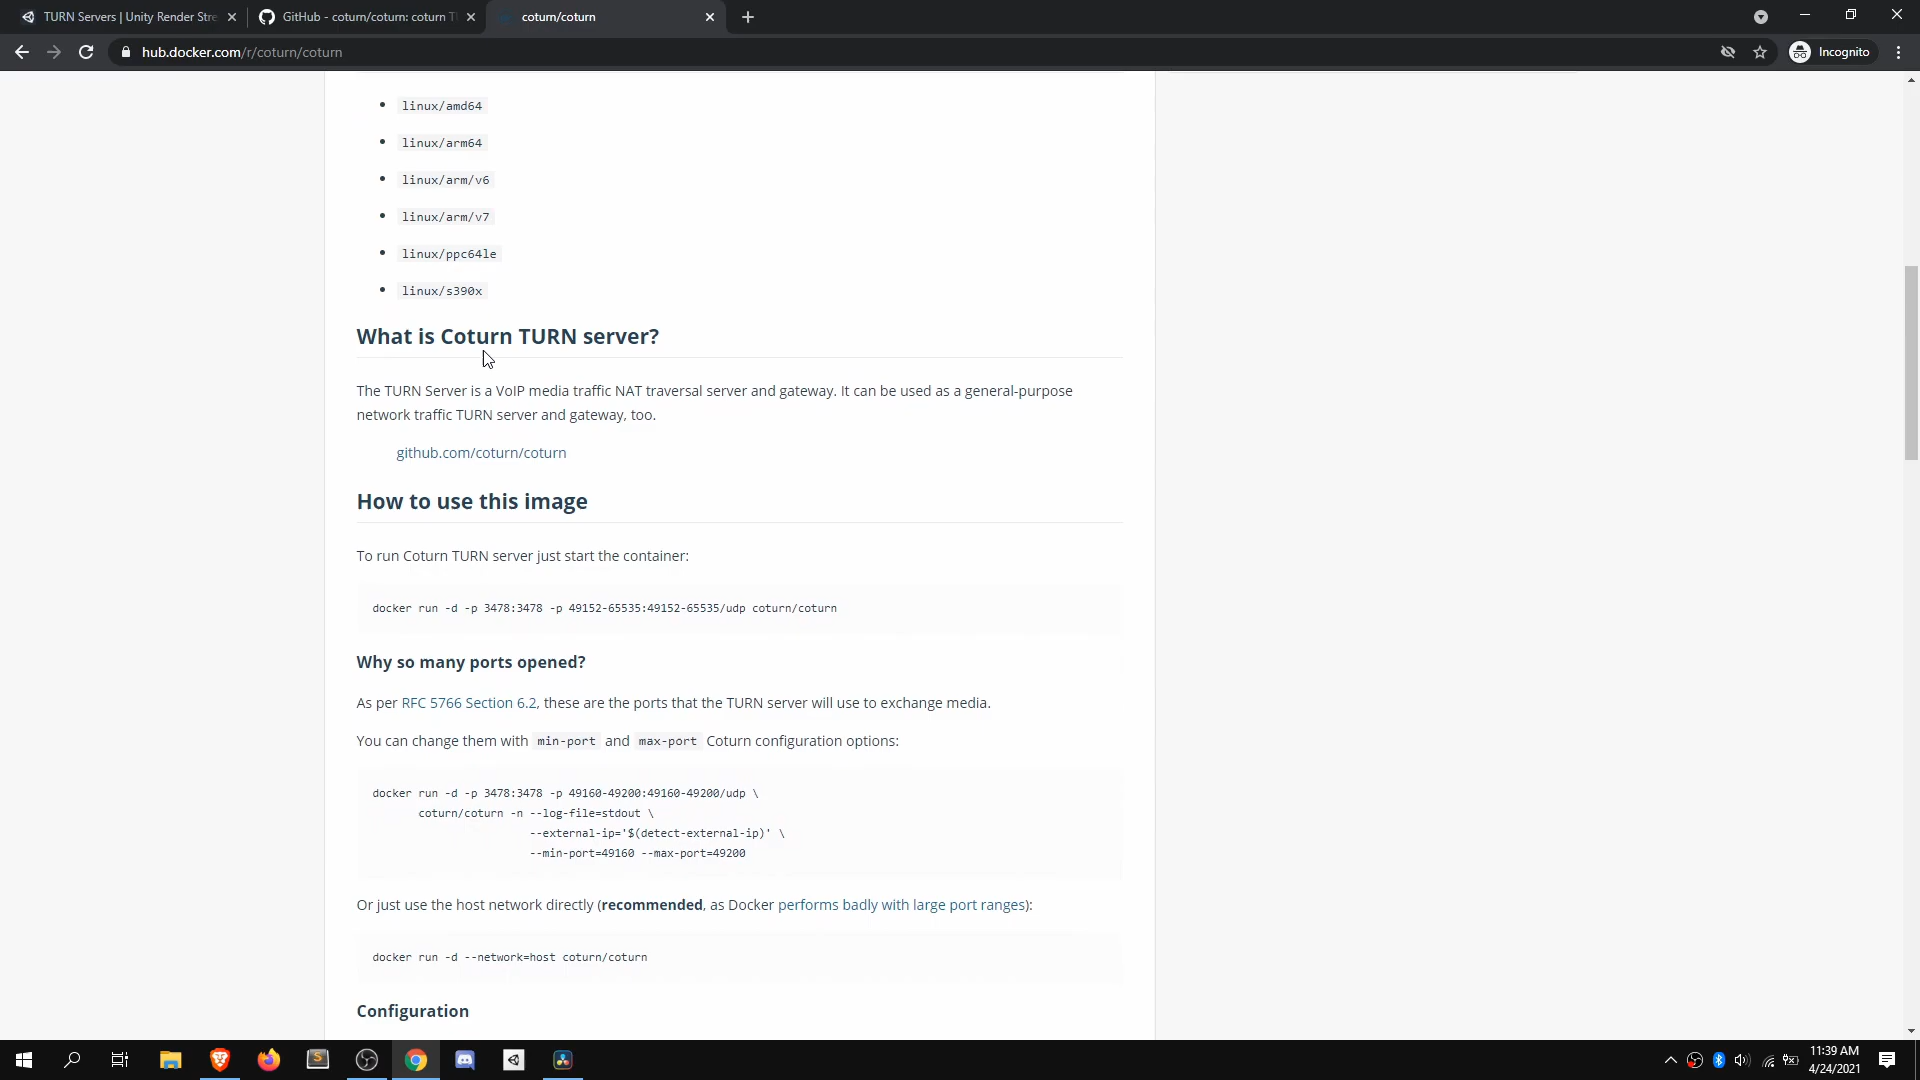 TURN Servers | Unity Render Stre
GitHub - coturn/coturn: coturn T
coturn/coturn
hub.docker.com/r/coturn/coturn
Incognito
linux/amd64
linux/arm64
linux/arm/v6
linux/arm/v7
linux/ppc64le
linux/s390x
What is Coturn TURN server?
The TURN Server is a VoIP media traffic NAT traversal server and gateway. It can be used as a general-purpose
network traffic TURN server and gateway, too.
github.com/coturn/coturn
How to use this image
To run Coturn TURN server just start the container:
docker run -d -p 3478:3478 -p 49152-65535:49152-65535/udp coturn/coturn
Why so many ports opened?
As per RFC 5766 Section 6.2, these are the ports that the TURN server will use to exchange media.
You can change them with min-port and max-port Coturn configuration options:
docker run -d -p 3478:3478 -p 49160-49200:49160-49200/udp \
coturn/coturn -n --log-file=stdout \
--external-ip='$(detect-external-ip)' \
--min-port=49160 --max-port=49200
Or just use the host network directly (recommended, as Docker performs badly with large port ranges):
docker run -d --network=host coturn/coturn
Configuration
11:39 AM
4/24/2021